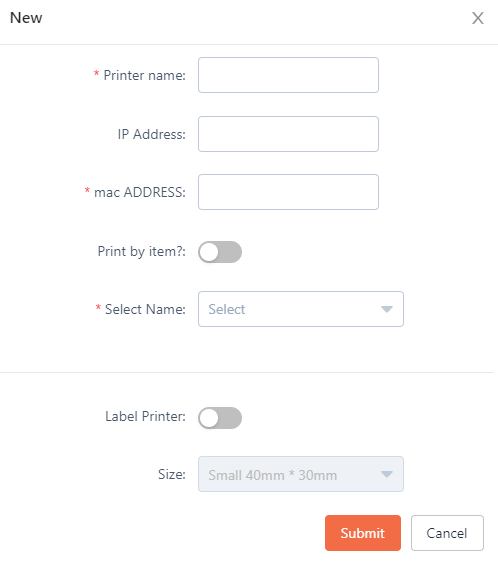 New
* Printer name:
IP Address:
* mac ADDRESS:
Print by item?:
* Select Name: Select
Label Printer:
Size: Small 40mm * 30mm
Submit Cancel